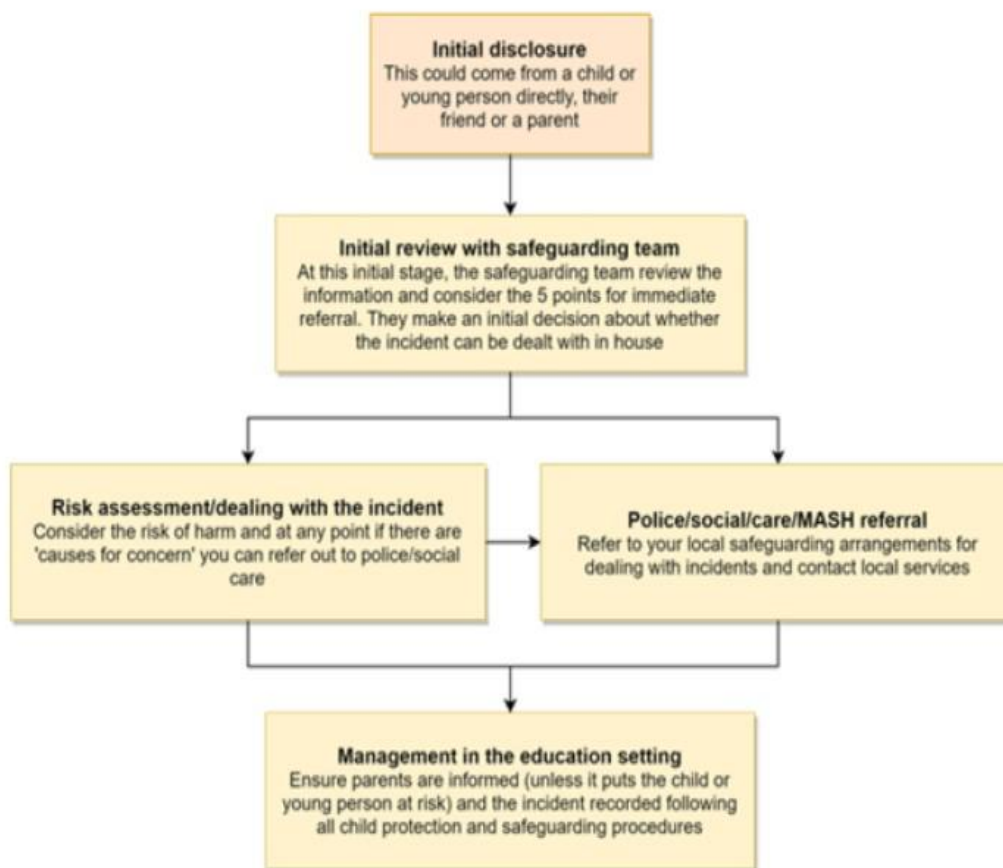 Initial disclosure
This could come from a child or
young person directly, their
friend or a parent
Initial review with safeguarding team
At this initial stage, the safeguarding team review the
information and consider the 5 points for immediate
referral. They make an initial decision about whether
the incident can be dealt with in house
Risk assessment/dealing with the incident
Consider the risk of harm and at any point if there are
'causes for concern' you can refer out to police/social
care
Police/social/care/MASH referral
Refer to your local safeguarding arrangements for
dealing with incidents and contact local services
Management in the education setting
Ensure parents are informed (unless it puts the child or
young person at risk) and the incident recorded following
all child protection and safeguarding procedures